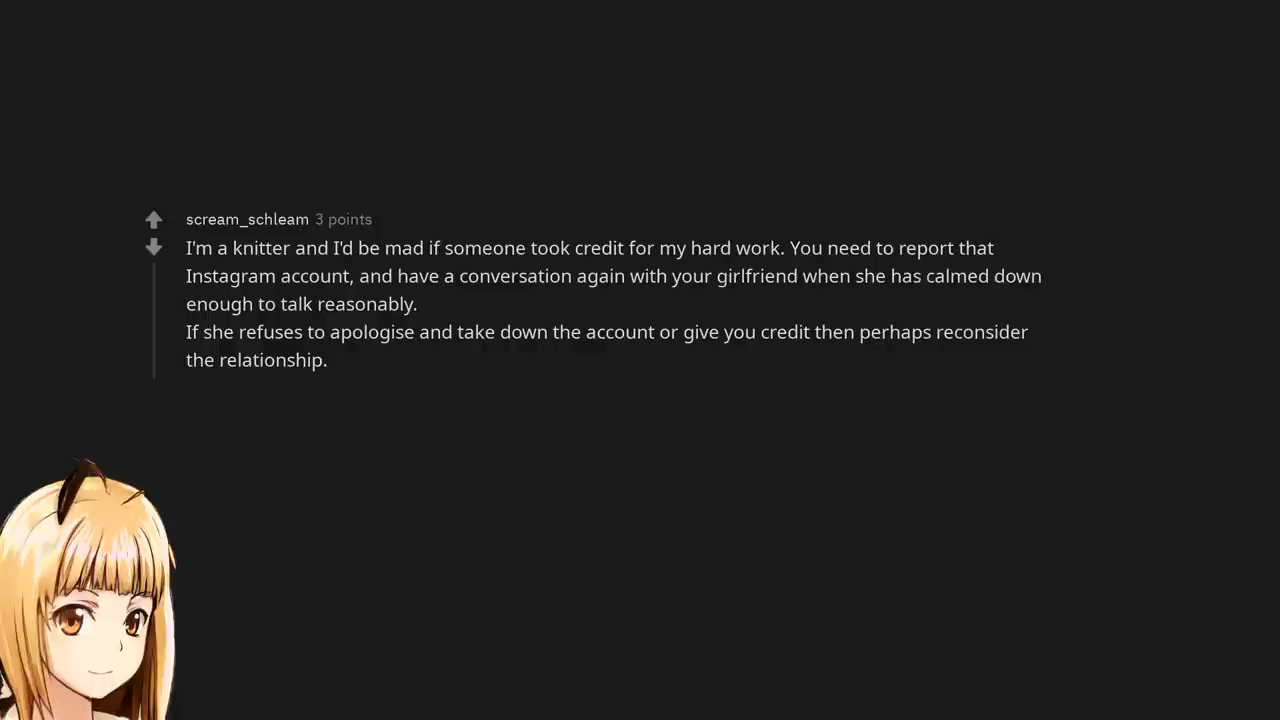 scream_schleam 3 points
I'm a knitter and I'd be mad if someone took credit for my hard work. You need to report that
Instagram account, and have a conversation again with your girlfriend when she has calmed down
enough to talk reasonably.
If she refuses to apologise and take down the account or give you credit then perhaps reconsider
the relationship.